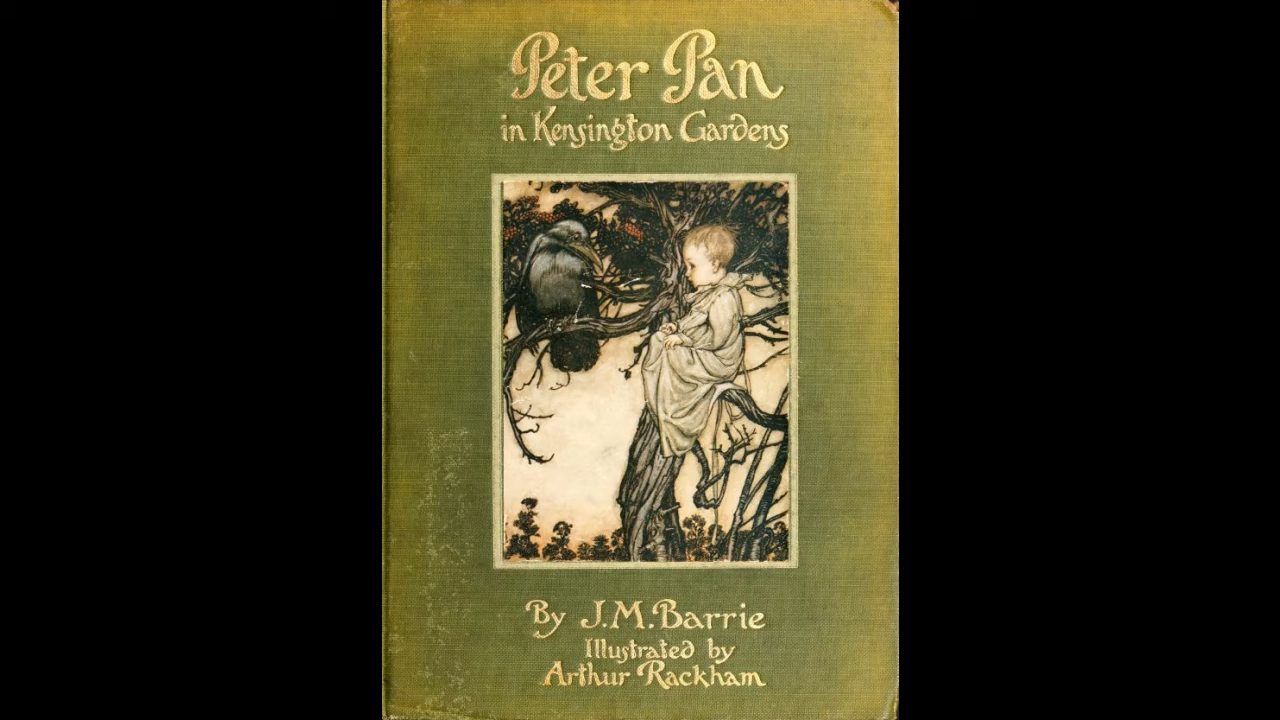 Peter Pan
in Kensington Gardens
By J.M.Barrie
Illustrated by
Arthur Rackham